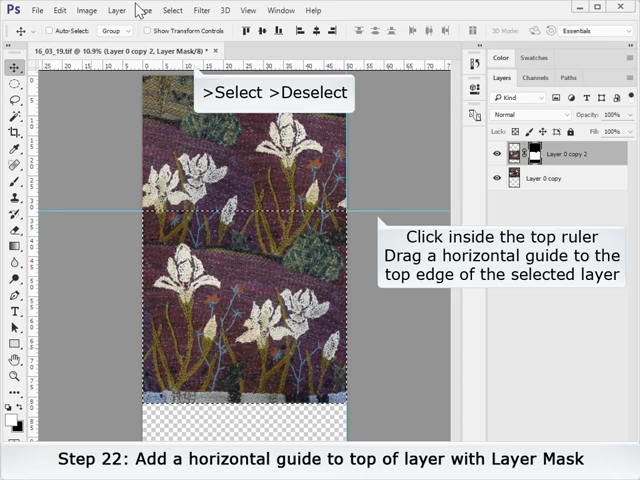 Ps File Edit Image Layer Select Filter 3D View Window Help
Auto-Select: Group Show Transform Controls 3D Mode: Essentials
16_03_19.tif @ 10.9% (Layer 0 copy 2, Layer Mask/8) * ×
Color Swatches
Layers Channels Paths
Kind
Normal Opacity: 100%
Lock: Fill: 100%
Layer 0 copy 2
Layer 0 copy
>Select >Deselect
Click inside the top ruler
Drag a horizontal guide to the
top edge of the selected layer
Step 22: Add a horizontal guide to top of layer with Layer Mask